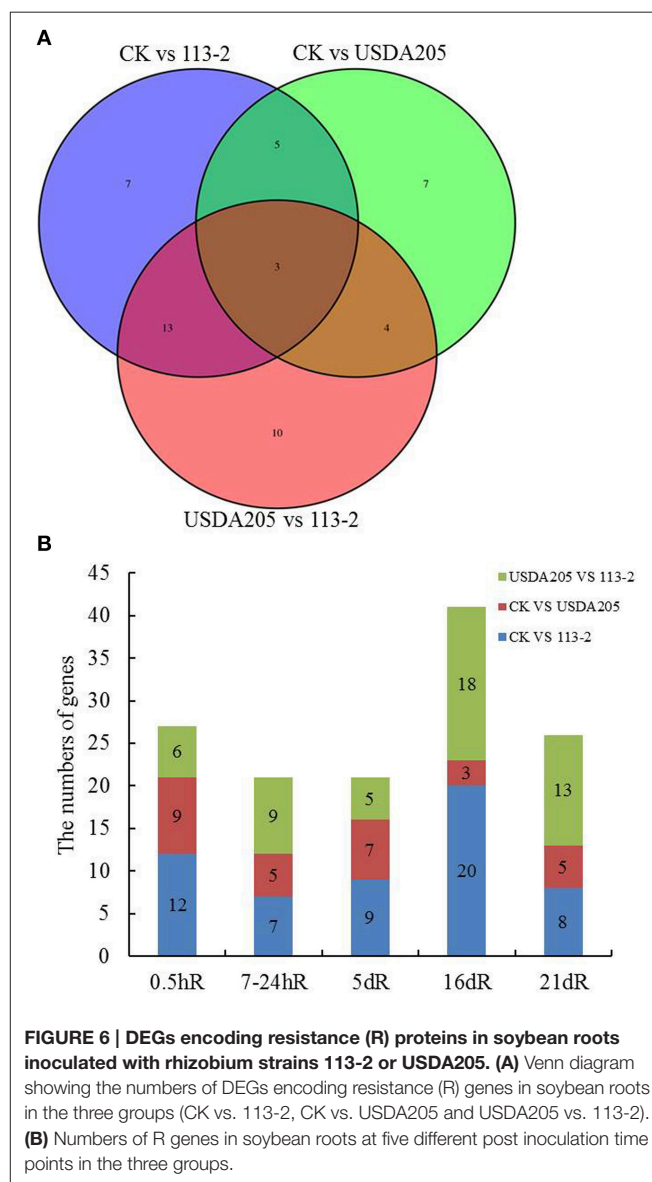 A
CK vs 113-2
CK vs USDA205
5
7
7
3
13
4
10
USDA205 vs 113-2
B
45
40
35
30
25
20
15
10
5
0
The numbers of genes
USDA205 VS 113-2
CK VS USDA205
CK VS 113-2
6
9
12
9
5
7
5
7
9
18
3
20
13
5
8
0.5hR
7-24hR
5dR
16dR
21dR
FIGURE 6 | DEGs encoding resistance (R) proteins in soybean roots
inoculated with rhizobium strains 113-2 or USDA205. (A) Venn diagram
showing the numbers of DEGs encoding resistance (R) genes in soybean roots
in the three groups (CK vs. 113-2, CK vs. USDA205 and USDA205 vs. 113-2).
(B) Numbers of R genes in soybean roots at five different post inoculation time
points in the three groups.